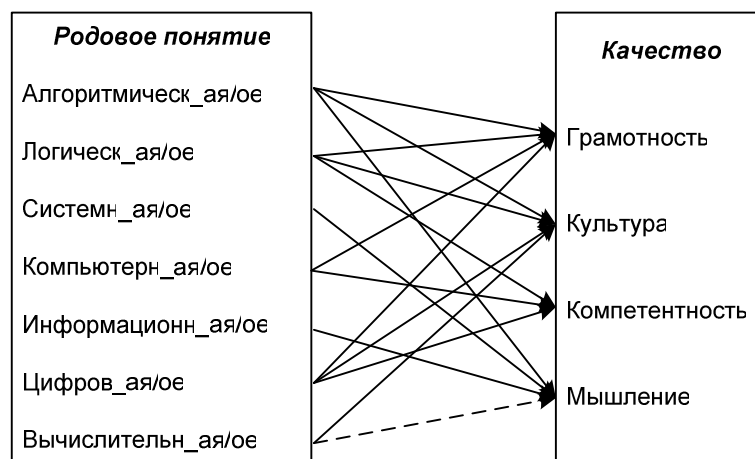 Родовое понятие
Алгоритмическ_ая/ое
Логическ_ая/ое
Системн_ая/ое
Компьютерн_ая/ое
Информационн_ая/ое
Цифров_ая/ое
Вычислительн_ая/ое
Качество
Грамотность
Культура
Компетентность
Мышление